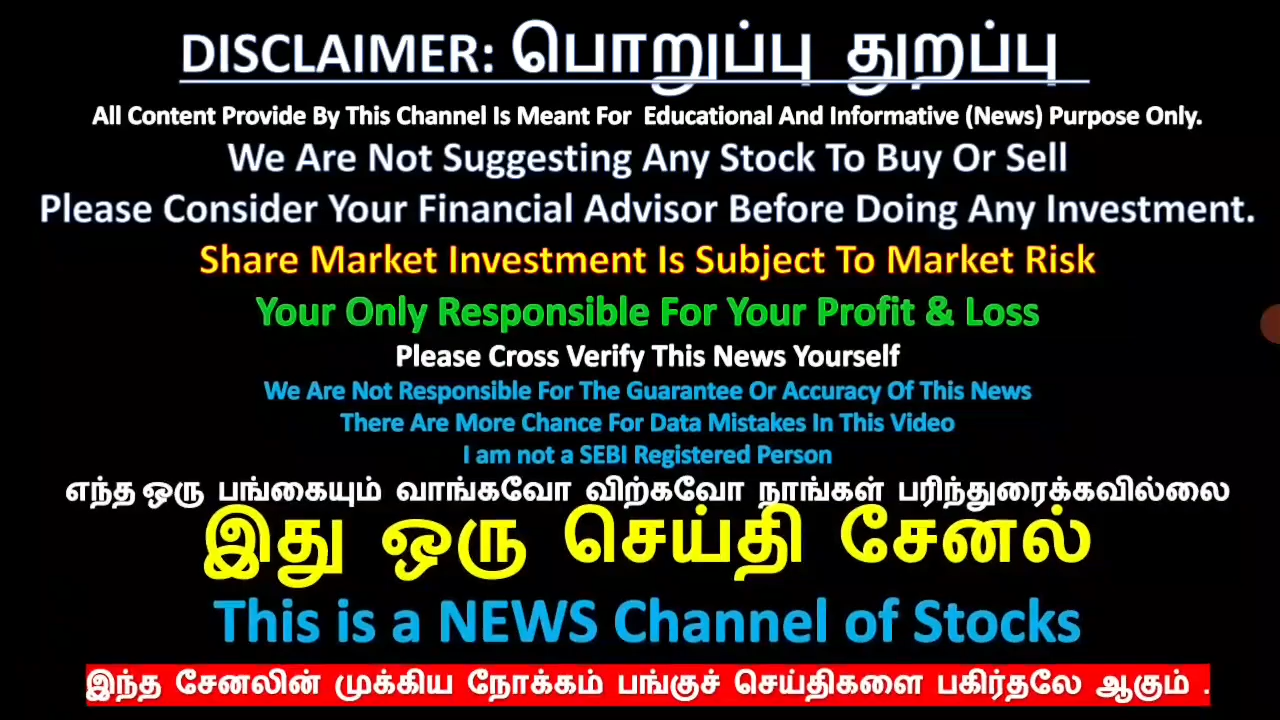 DISCLAIMER: பொறுப்பு துறப்பு
All Content Provide By This Channel Is Meant For Educational And Informative (News) Purpose Only.
We Are Not Suggesting Any Stock To Buy Or Sell
Please Consider Your Financial Advisor Before Doing Any Investment.
Share Market Investment Is Subject To Market Risk
Your Only Responsible For Your Profit & Loss
Please Cross Verify This News Yourself
We Are Not Responsible For The Guarantee Or Accuracy Of This News
There Are More Chance For Data Mistakes In This Video
I am not a SEBI Registered Person
எந்த ஒரு பங்கையும் வாங்கவோ விற்கவோ நாங்கள் பரிந்துரைக்கவில்லை
இது ஒரு செய்தி சேனல்
This is a NEWS Channel of Stocks
இந்த சேனலின் முக்கிய நோக்கம் பங்குச் செய்திகளை பகிர்தலே ஆகும் .